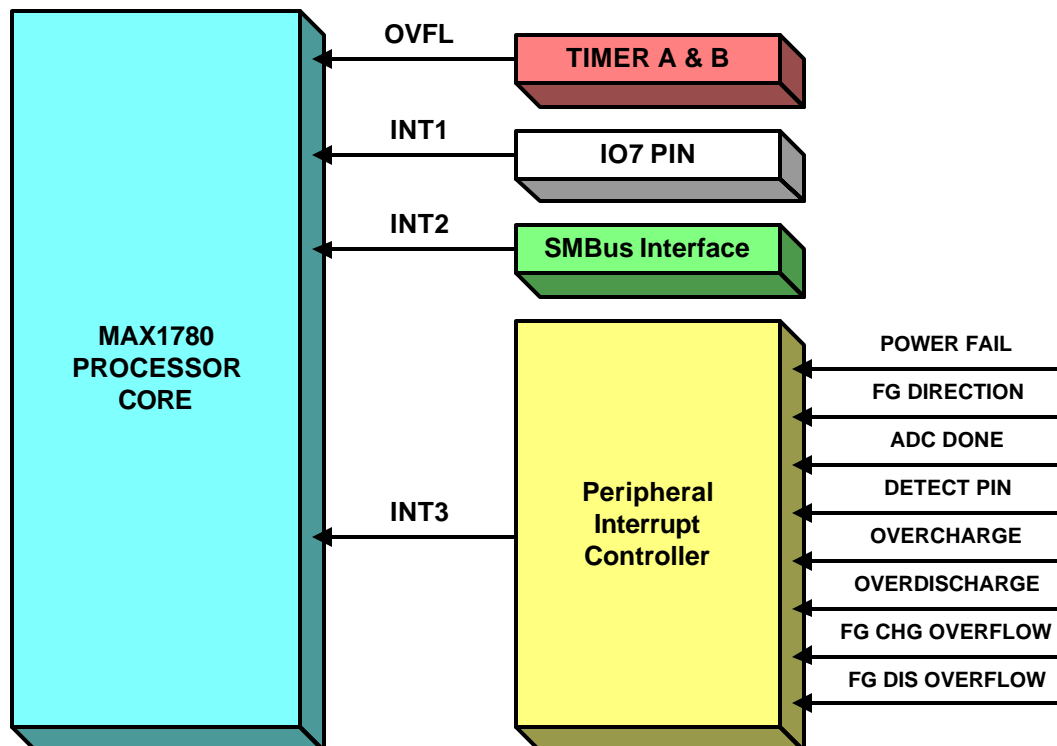 OVFL
TIMER A & B
INT1
IO7 PIN
INT2
SMBus Interface
MAX1780
PROCESSOR
CORE
INT3
Peripheral
Interrupt
Controller
POWER FAIL
FG DIRECTION
ADC DONE
DETECT PIN
OVERCHARGE
OVERDISCHARGE
FG CHG OVERFLOW
FG DIS OVERFLOW